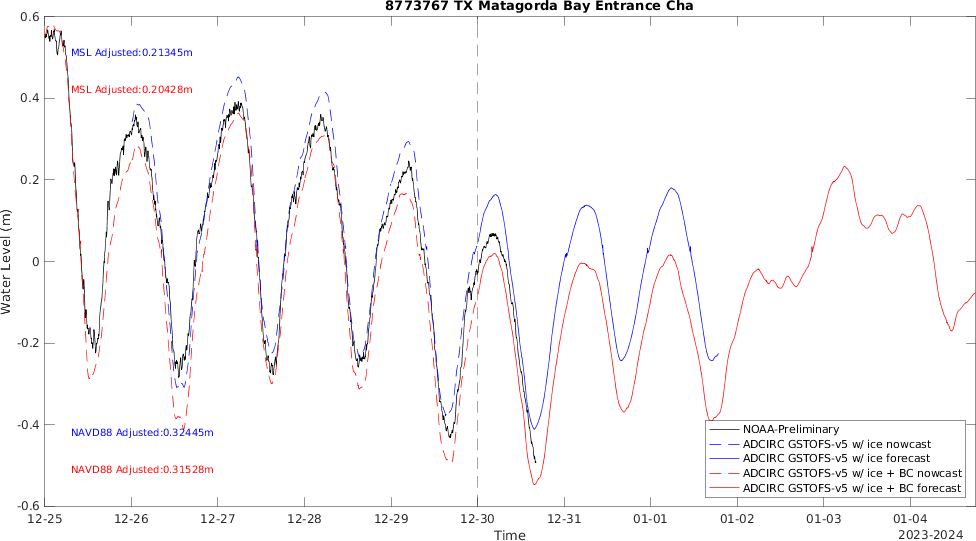 8773767 TX Matagorda Bay Entrance Cha
0.6
0.4
0.2
0
-0.2
-0.4
-0.6
Water Level (m)
MSL Adjusted:0.21345m
MSL Adjusted:0.20428m
NAVD88 Adjusted:0.32445m
NAVD88 Adjusted:0.31528m
NOAA-Preliminary
ADCIRC GSTOFS-v5 w/ ice nowcast
ADCIRC GSTOFS-v5 w/ ice forecast
ADCIRC GSTOFS-v5 w/ ice + BC nowcast
ADCIRC GSTOFS-v5 w/ ice + BC forecast
12-25 12-26 12-27 12-28 12-29 12-30 12-31 01-01 01-02 01-03 01-04
Time
2023-2024